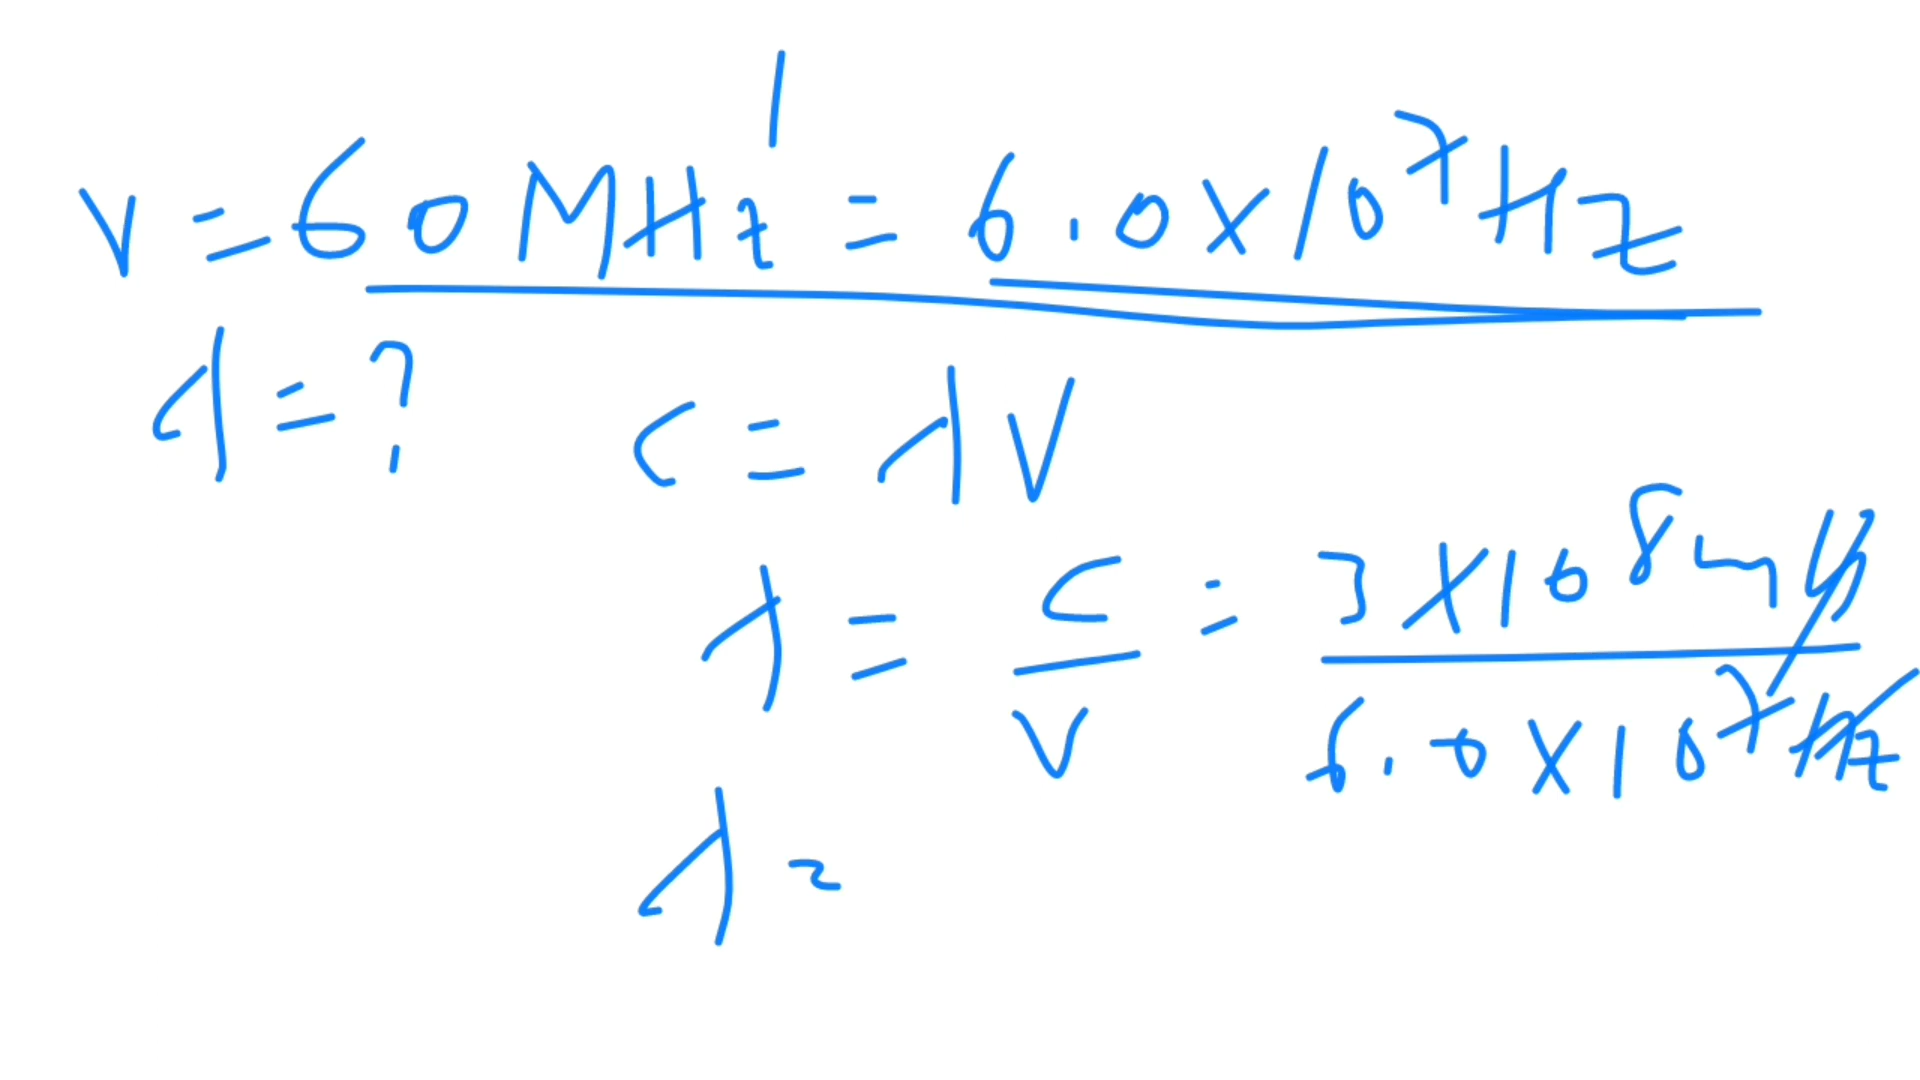 ν = 60 MHz = 6.0 × 10⁷ Hz
λ = ? c = λν
λ = c/ν = 3×10⁸ m/s / 6.0×10⁷ Hz
λ =